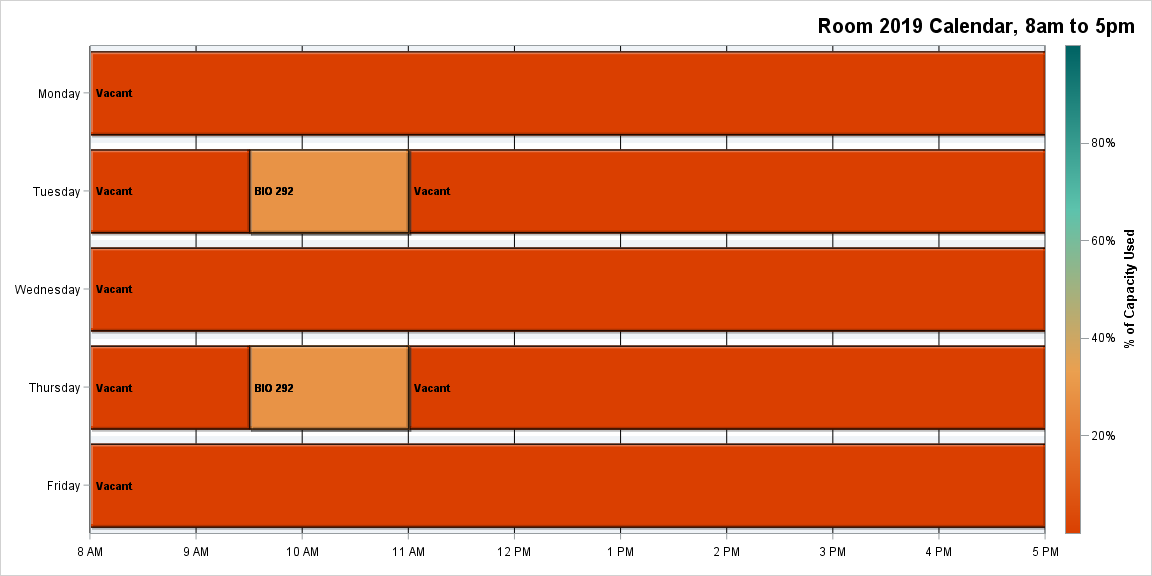 Room 2019 Calendar, 8am to 5pm
Monday
Vacant
Tuesday
Vacant
BIO 292
Vacant
Wednesday
Vacant
Thursday
Vacant
BIO 292
Vacant
Friday
Vacant
8 AM
9 AM
10 AM
11 AM
12 PM
1 PM
2 PM
3 PM
4 PM
5 PM
80%
60%
40%
20%
% of Capacity Used